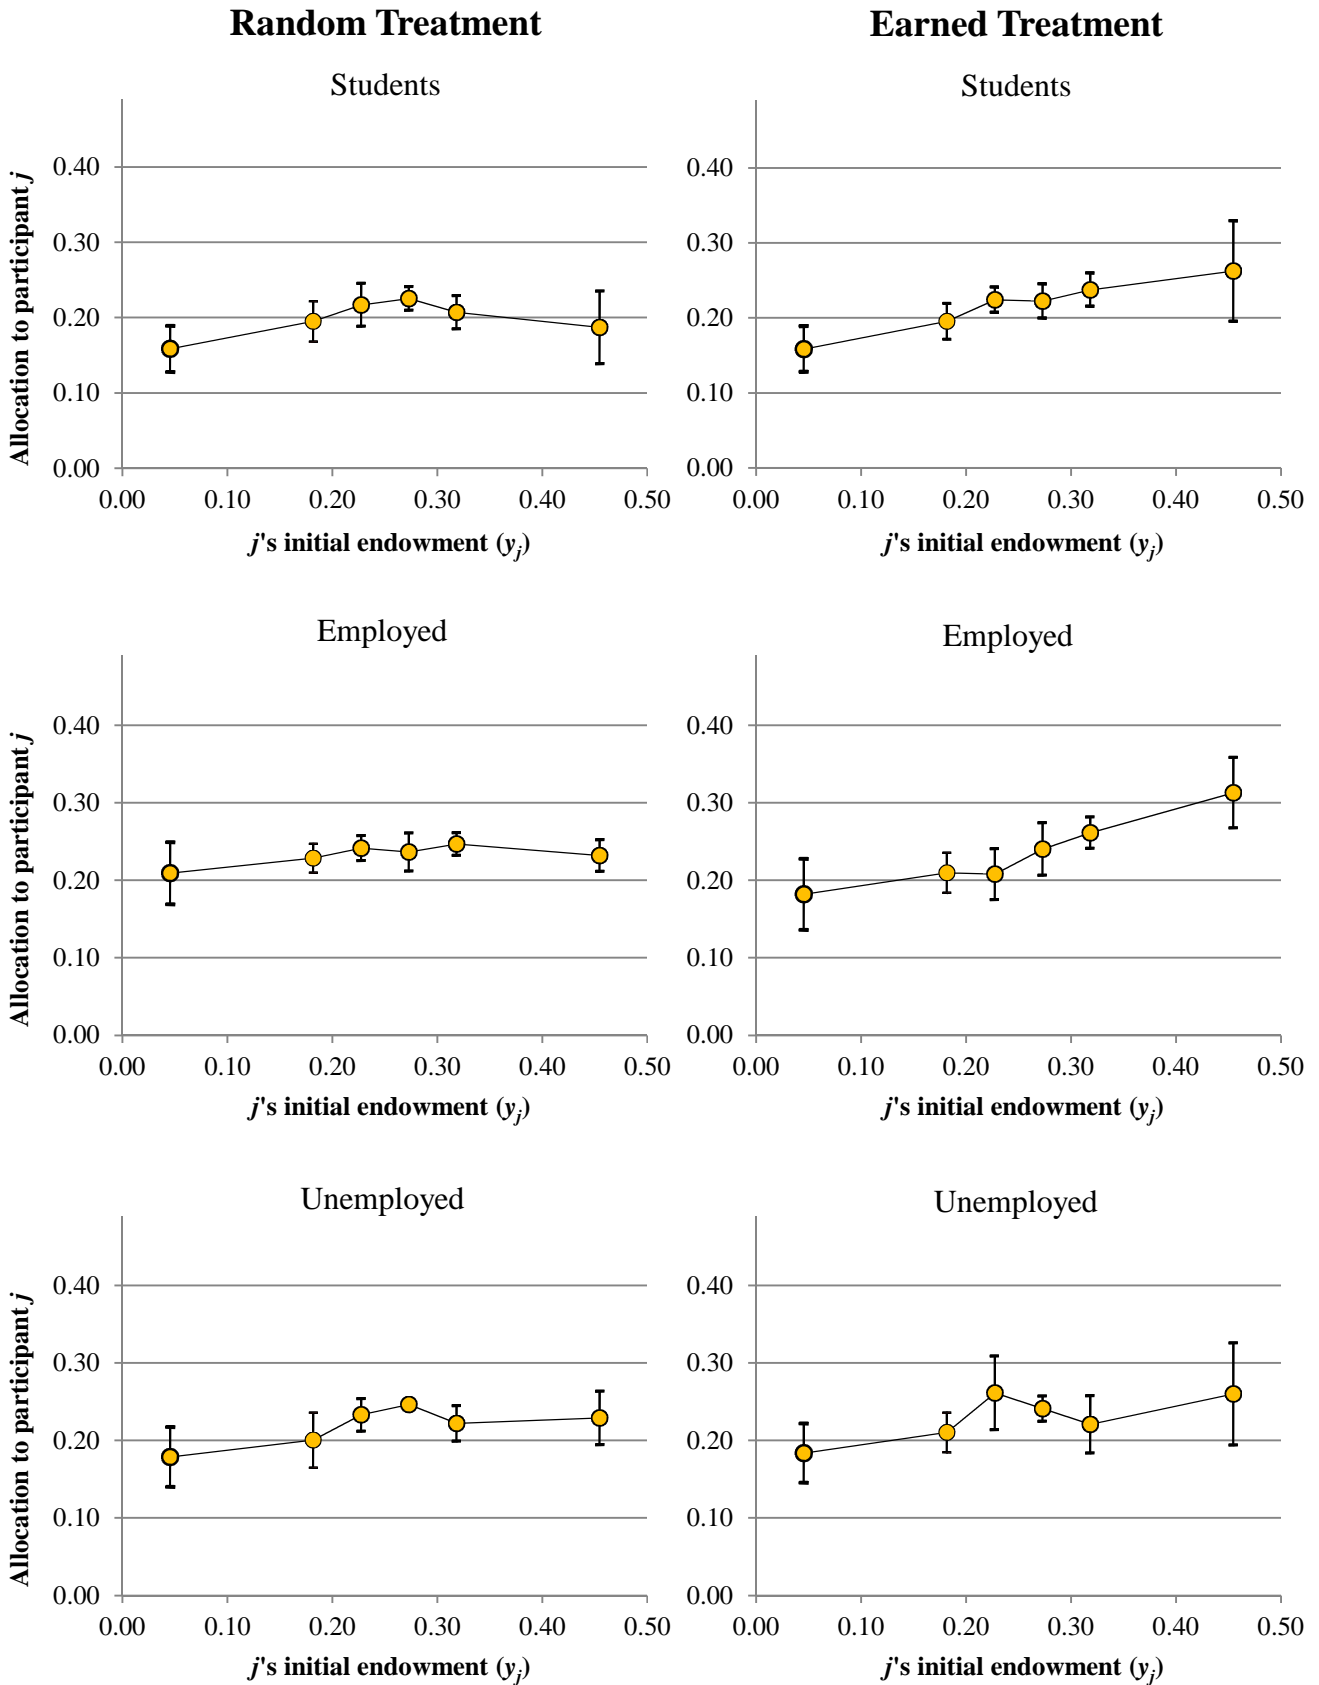 Random Treatment
Earned Treatment
Students
Allocation to participant j
0.40
0.30
0.20
0.10
0.00
0.00 0.10 0.20 0.30 0.40 0.50
j's initial endowment (yj)
Students
0.40
0.30
0.20
0.10
0.00
0.00 0.10 0.20 0.30 0.40 0.50
j's initial endowment (yj)
Employed
Allocation to participant j
0.40
0.30
0.20
0.10
0.00
0.00 0.10 0.20 0.30 0.40 0.50
j's initial endowment (yj)
Employed
0.40
0.30
0.20
0.10
0.00
0.00 0.10 0.20 0.30 0.40 0.50
j's initial endowment (yj)
Unemployed
Allocation to participant j
0.40
0.30
0.20
0.10
0.00
0.00 0.10 0.20 0.30 0.40 0.50
j's initial endowment (yj)
Unemployed
0.40
0.30
0.20
0.10
0.00
0.00 0.10 0.20 0.30 0.40 0.50
j's initial endowment (yj)